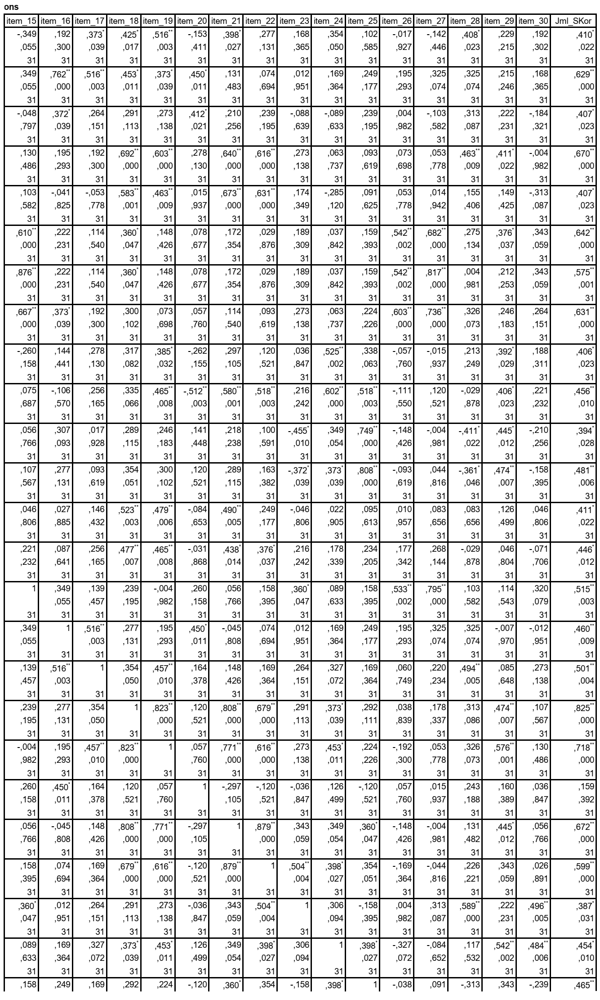 ons
item_15 item_16 item_17 item_18 item_19 item_20 item_21 item_22 item_23 item_24 item_25 item_26 item_27 item_28 item_29 item_30 Jml_SKor
-,349 ,192 ,373* ,425* ,516** -,153 ,398* ,277 ,168 ,354 ,102 -,017 -,142 ,408* ,229 ,192 ,410*
,055 ,300 ,039 ,017 ,003 ,411 ,027 ,131 ,365 ,050 ,585 ,927 ,446 ,023 ,215 ,302 ,022
31 31 31 31 31 31 31 31 31 31 31 31 31 31 31 31 31
,349 ,762** ,516** ,453* ,373* ,450* ,131 ,074 ,012 ,169 ,249 ,195 ,325 ,325 ,215 ,168 ,629**
,055 ,000 ,003 ,011 ,039 ,011 ,483 ,694 ,951 ,364 ,177 ,293 ,074 ,074 ,246 ,365 ,000
31 31 31 31 31 31 31 31 31 31 31 31 31 31 31 31 31
-,048 ,372* ,264 ,291 ,273 ,412* ,210 ,239 -,088 -,089 ,239 ,004 -,103 ,313 ,222 -,184 ,407*
,797 ,039 ,151 ,113 ,138 ,021 ,256 ,195 ,639 ,633 ,195 ,982 ,582 ,087 ,231 ,321 ,023
31 31 31 31 31 31 31 31 31 31 31 31 31 31 31 31 31
,130 ,195 ,192 ,692** ,603** ,278 ,640** ,616** ,273 ,063 ,093 ,073 ,053 ,463** ,411* -,004 ,670**
,486 ,293 ,300 ,000 ,000 ,130 ,000 ,000 ,138 ,737 ,619 ,698 ,778 ,009 ,022 ,982 ,000
31 31 31 31 31 31 31 31 31 31 31 31 31 31 31 31 31
,103 -,041 -,053 ,583** ,463** ,015 ,673** ,631** ,174 -,285 ,091 ,053 ,014 ,155 ,149 -,313 ,407*
,582 ,825 ,778 ,001 ,009 ,937 ,000 ,000 ,349 ,120 ,625 ,778 ,942 ,406 ,425 ,087 ,023
31 31 31 31 31 31 31 31 31 31 31 31 31 31 31 31 31
,610** ,222 ,114 ,360* ,148 ,078 ,172 ,029 ,189 ,037 ,159 ,542** ,682** ,275 ,376* ,343 ,642**
,000 ,231 ,540 ,047 ,426 ,677 ,354 ,876 ,309 ,842 ,393 ,002 ,000 ,134 ,037 ,059 ,000
31 31 31 31 31 31 31 31 31 31 31 31 31 31 31 31 31
,876** ,222 ,114 ,360* ,148 ,078 ,172 ,029 ,189 ,037 ,159 ,542** ,817** ,004 ,212 ,343 ,575**
,000 ,231 ,540 ,047 ,426 ,677 ,354 ,876 ,309 ,842 ,393 ,002 ,000 ,981 ,253 ,059 ,001
31 31 31 31 31 31 31 31 31 31 31 31 31 31 31 31 31
,667** ,373* ,192 ,300 ,073 ,057 ,114 ,093 ,273 ,063 ,224 ,603** ,736** ,326 ,246 ,264 ,631**
,000 ,039 ,300 ,102 ,698 ,760 ,540 ,619 ,138 ,737 ,226 ,000 ,000 ,073 ,183 ,151 ,000
31 31 31 31 31 31 31 31 31 31 31 31 31 31 31 31 31
-,260 ,144 ,278 ,317 ,385* -,262 ,297 ,120 ,036 ,525** ,338 -,057 -,015 ,213 ,392* ,188 ,406*
,158 ,441 ,130 ,082 ,032 ,155 ,105 ,521 ,847 ,002 ,063 ,760 ,937 ,249 ,029 ,311 ,023
31 31 31 31 31 31 31 31 31 31 31 31 31 31 31 31 31
,075 -,106 ,256 ,335 ,465** -,512** ,580** ,518** ,216 ,602** ,518** -,111 ,120 -,029 ,406* ,221 ,456**
,687 ,570 ,165 ,066 ,008 ,003 ,001 ,003 ,242 ,000 ,003 ,550 ,521 ,878 ,023 ,232 ,010
31 31 31 31 31 31 31 31 31 31 31 31 31 31 31 31 31
,056 ,307 ,017 ,289 ,246 ,141 ,218 ,100 -,455* ,349 ,749** -,148 -,004 -,411* ,445* -,210 ,394*
,766 ,093 ,928 ,115 ,183 ,448 ,238 ,591 ,010 ,054 ,000 ,426 ,981 ,022 ,012 ,256 ,028
31 31 31 31 31 31 31 31 31 31 31 31 31 31 31 31 31
,107 ,277 ,093 ,354 ,300 ,120 ,289 ,163 -,372* ,373* ,808** -,093 ,044 -,361* ,474** -,158 ,481**
,567 ,131 ,619 ,051 ,102 ,521 ,115 ,382 ,039 ,039 ,000 ,619 ,816 ,046 ,007 ,395 ,006
31 31 31 31 31 31 31 31 31 31 31 31 31 31 31 31 31
,046 ,027 ,146 ,523** ,479** -,084 ,490** ,249 -,046 ,022 ,095 ,010 ,083 ,083 ,126 ,046 ,411*
,806 ,885 ,432 ,003 ,006 ,653 ,005 ,177 ,806 ,905 ,613 ,957 ,656 ,656 ,499 ,806 ,022
31 31 31 31 31 31 31 31 31 31 31 31 31 31 31 31 31
,221 ,087 ,256 ,477** ,465** -,031 ,438* ,376* ,216 ,178 ,234 ,177 ,268 -,029 ,046 -,071 ,446*
,232 ,641 ,165 ,007 ,008 ,868 ,014 ,037 ,242 ,339 ,205 ,342 ,144 ,878 ,804 ,706 ,012
31 31 31 31 31 31 31 31 31 31 31 31 31 31 31 31 31
1 ,349 ,139 ,239 -,004 ,260 ,056 ,158 ,360* ,089 ,158 ,533** ,795** ,103 ,114 ,320 ,515**
,055 ,457 ,195 ,982 ,158 ,766 ,395 ,047 ,633 ,395 ,002 ,000 ,582 ,543 ,079 ,003
31 31 31 31 31 31 31 31 31 31 31 31 31 31 31 31 31
,349 1 ,516** ,277 ,195 ,450* -,045 ,074 ,012 ,169 ,249 ,195 ,325 ,325 -,007 -,012 ,460**
,055 ,003 ,131 ,293 ,011 ,808 ,694 ,951 ,364 ,177 ,293 ,074 ,074 ,970 ,951 ,009
31 31 31 31 31 31 31 31 31 31 31 31 31 31 31 31 31
,139 ,516** 1 ,354 ,457** ,164 ,148 ,169 ,264 ,327 ,169 ,060 ,220 ,494** ,085 ,273 ,501**
,457 ,003 ,050 ,010 ,378 ,426 ,364 ,151 ,072 ,364 ,749 ,234 ,005 ,648 ,138 ,004
31 31 31 31 31 31 31 31 31 31 31 31 31 31 31 31 31
,239 ,277 ,354 1 ,823** ,120 ,808** ,679** ,291 ,373* ,292 ,038 ,178 ,313 ,474** ,107 ,825**
,195 ,131 ,050 ,000 ,521 ,000 ,000 ,113 ,039 ,111 ,839 ,337 ,086 ,007 ,567 ,000
31 31 31 31 31 31 31 31 31 31 31 31 31 31 31 31 31
-,004 ,195 ,457** ,823** 1 ,057 ,771** ,616** ,273 ,453* ,224 -,192 ,053 ,326 ,576** ,130 ,718**
,982 ,293 ,010 ,000 ,760 ,000 ,000 ,138 ,011 ,226 ,300 ,778 ,073 ,001 ,486 ,000
31 31 31 31 31 31 31 31 31 31 31 31 31 31 31 31 31
,260 ,450* ,164 ,120 ,057 1 -,297 -,120 -,036 ,126 -,120 ,057 ,015 ,243 ,160 ,036 ,159
,158 ,011 ,378 ,521 ,760 ,105 ,521 ,847 ,499 ,521 ,760 ,937 ,188 ,389 ,847 ,392
31 31 31 31 31 31 31 31 31 31 31 31 31 31 31 31 31
,056 -,045 ,148 ,808** ,771** -,297 1 ,879** ,343 ,349 ,360* -,148 -,004 ,131 ,445* ,056 ,672**
,766 ,808 ,426 ,000 ,000 ,105 ,000 ,059 ,054 ,047 ,426 ,981 ,482 ,012 ,766 ,000
31 31 31 31 31 31 31 31 31 31 31 31 31 31 31 31 31
,158 ,074 ,169 ,679** ,616** -,120 ,879** 1 ,504** ,398* ,354 -,169 -,044 ,226 ,343 ,026 ,599**
,395 ,694 ,364 ,000 ,000 ,521 ,000 ,004 ,027 ,051 ,364 ,816 ,221 ,059 ,891 ,000
31 31 31 31 31 31 31 31 31 31 31 31 31 31 31 31 31
,360* ,012 ,264 ,291 ,273 -,036 ,343 ,504** 1 ,306 -,158 ,004 ,313 ,589** ,222 ,496** ,387*
,047 ,951 ,151 ,113 ,138 ,847 ,059 ,004 ,094 ,395 ,982 ,087 ,000 ,231 ,005 ,031
31 31 31 31 31 31 31 31 31 31 31 31 31 31 31 31 31
,089 ,169 ,327 ,373* ,453* ,126 ,349 ,398* ,306 1 ,398* -,327 -,084 ,117 ,542** ,484** ,454*
,633 ,364 ,072 ,039 ,011 ,499 ,054 ,027 ,094 ,027 ,072 ,652 ,532 ,002 ,006 ,010
31 31 31 31 31 31 31 31 31 31 31 31 31 31 31 31 31
,158 ,249 ,169 ,292 ,224 -,120 ,360* ,354 -,158 ,398* 1 -,038 ,091 -,313 ,343 -,239 ,465**